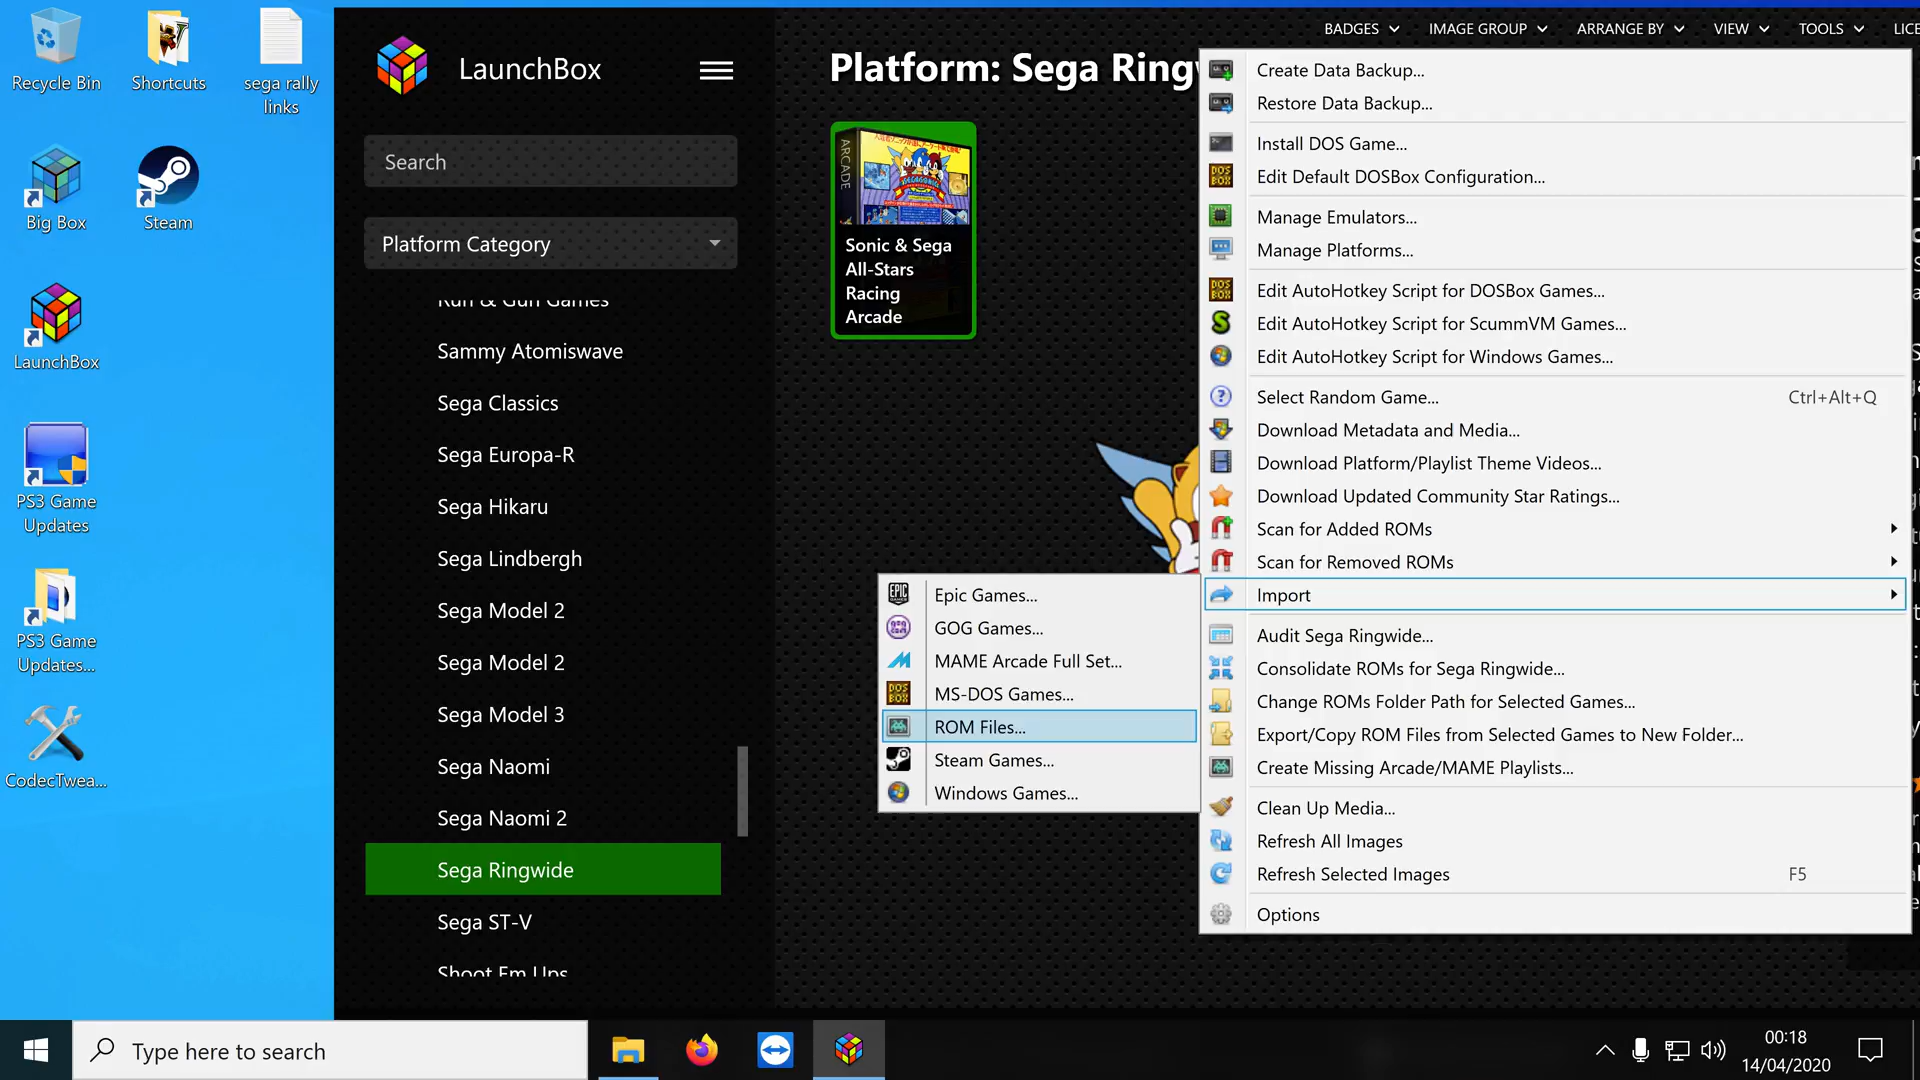 Recycle Bin
Shortcuts
sega rally
links
Big Box
Steam
LaunchBox
PS3 Game
Updates
PS3 Game
Updates...
CodecTwea...
LaunchBox
Search
Platform Category
Run & Gun Games
Sammy Atomiswave
Sega Classics
Sega Europa-R
Sega Hikaru
Sega Lindbergh
Sega Model 2
Sega Model 2
Sega Model 3
Sega Naomi
Sega Naomi 2
Sega Ringwide
Sega ST-V
Shoot Em Ups
BADGES
IMAGE GROUP
ARRANGE BY
VIEW
TOOLS
LICE
Platform: Sega Ringw
ARCADE
Sonic & Sega
All-Stars
Racing
Arcade
Create Data Backup...
Restore Data Backup...
Install DOS Game...
Edit Default DOSBox Configuration...
Manage Emulators...
Manage Platforms...
Edit AutoHotkey Script for DOSBox Games...
Edit AutoHotkey Script for ScummVM Games...
Edit AutoHotkey Script for Windows Games...
Select Random Game... Ctrl+Alt+Q
Download Metadata and Media...
Download Platform/Playlist Theme Videos...
Download Updated Community Star Ratings...
Scan for Added ROMs
Scan for Removed ROMs
Import
Audit Sega Ringwide...
Consolidate ROMs for Sega Ringwide...
Change ROMs Folder Path for Selected Games...
Export/Copy ROM Files from Selected Games to New Folder...
Create Missing Arcade/MAME Playlists...
Clean Up Media...
Refresh All Images
Refresh Selected Images F5
Options
Epic Games...
GOG Games...
MAME Arcade Full Set...
MS-DOS Games...
ROM Files...
Steam Games...
Windows Games...
Type here to search
00:18
14/04/2020